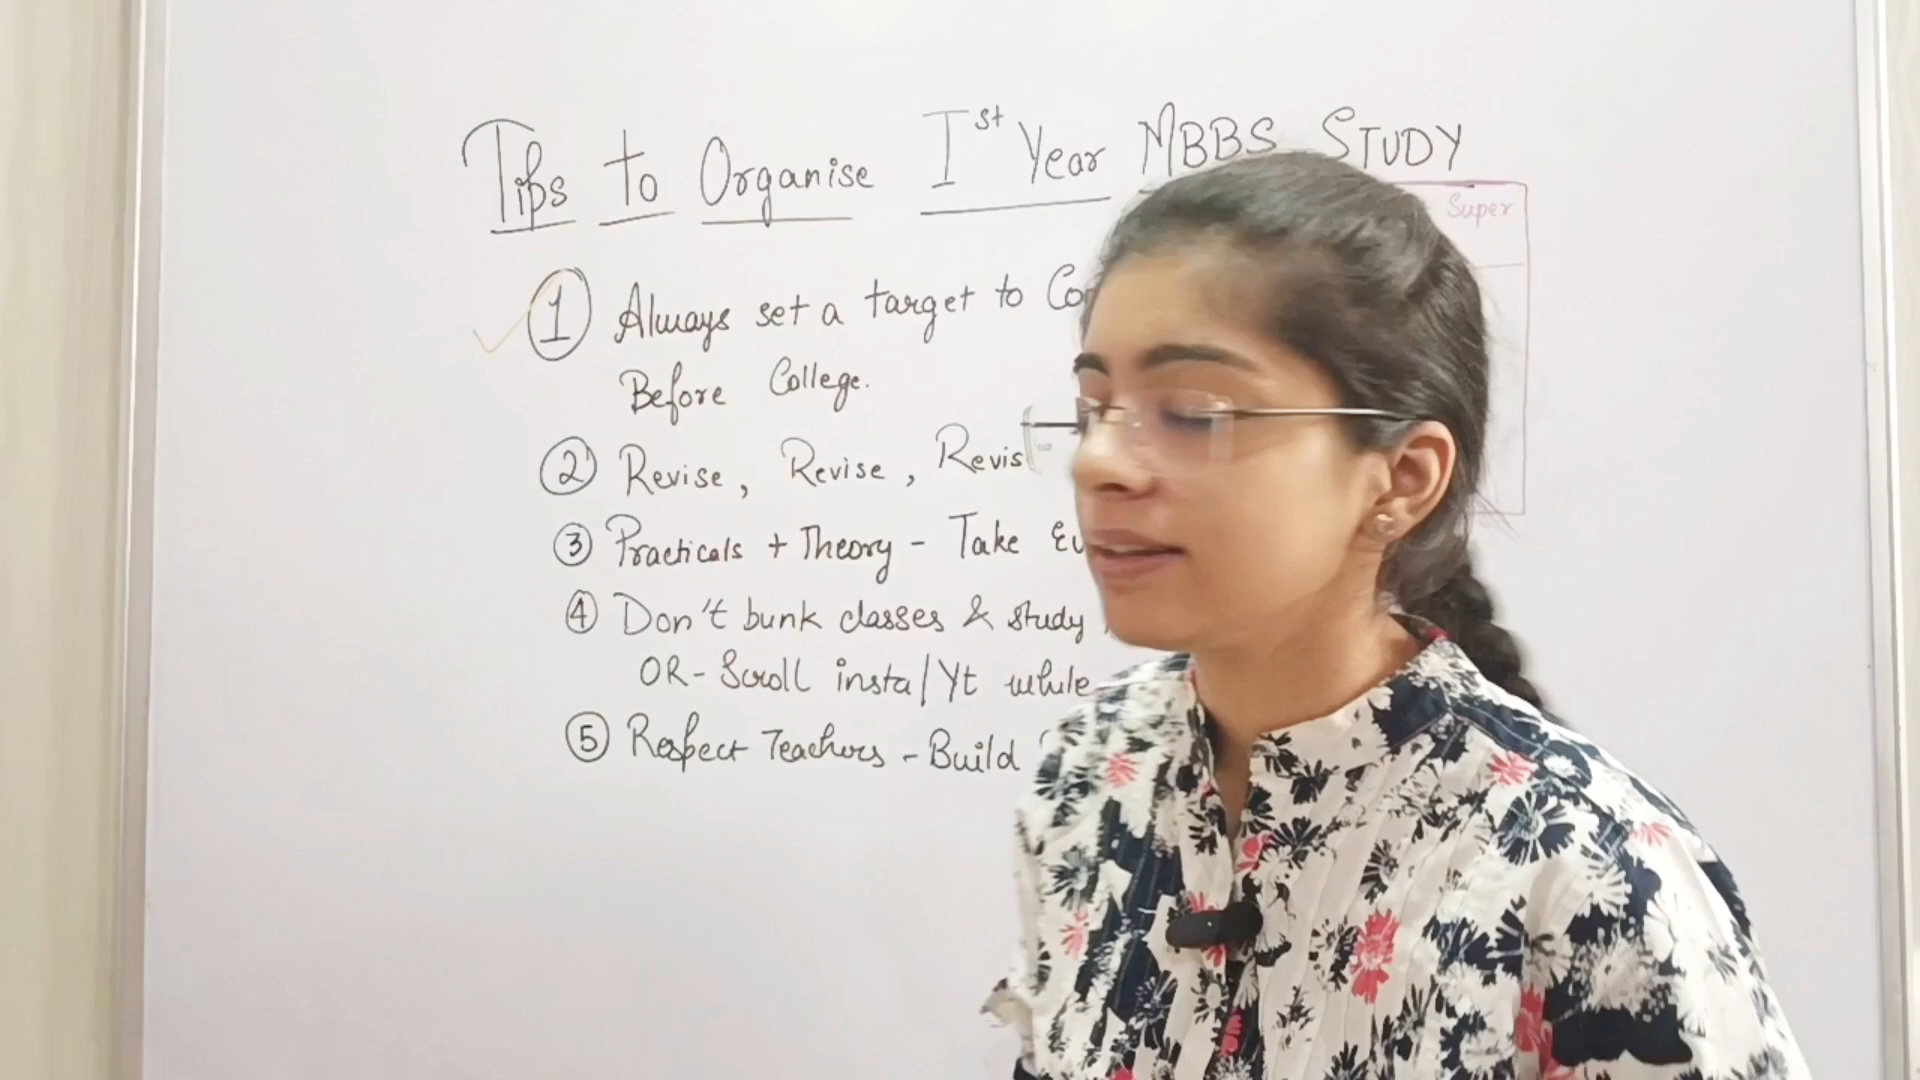 Tips to Organise Ist Year MBBS STUDY
Super
① Always set a target to
Before College.
② Revise, Revise, Revis
③ Practicals + Theory - Take
④ Don't bunk classes & study
OR - Scroll insta/Yt while
⑤ Respect Teachers - Build